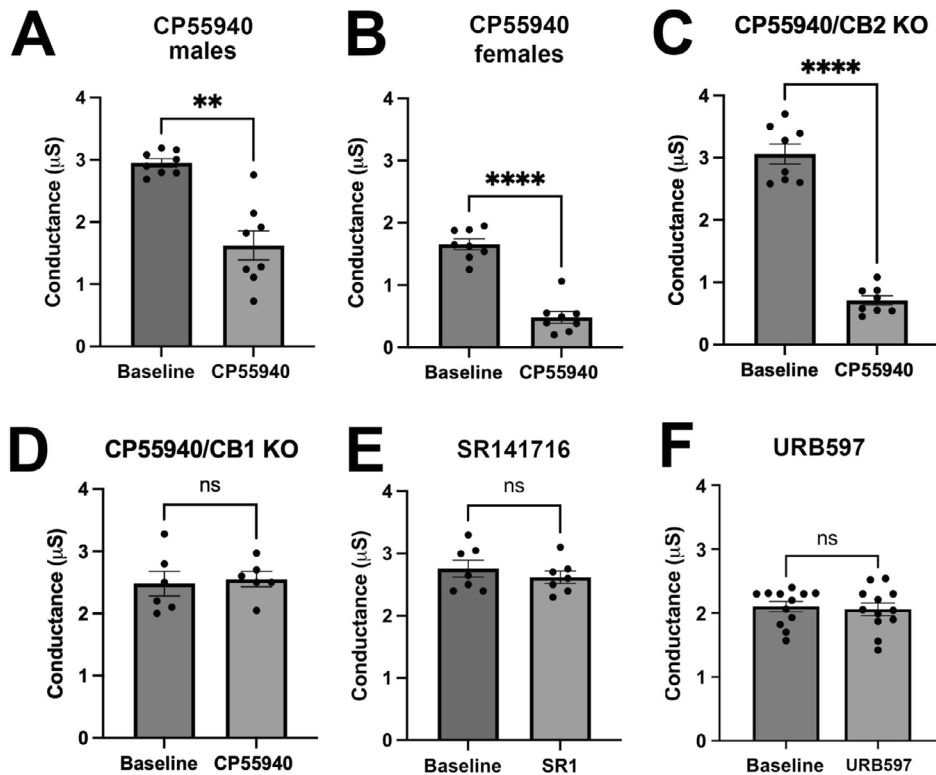 A
CP55940
males
**
Conductance (μS)
4
3
2
1
0
Baseline CP55940
B
CP55940
females
****
Conductance (μS)
4
3
2
1
0
Baseline CP55940
C
CP55940/CB2 KO
****
Conductance (μS)
4
3
2
1
0
Baseline CP55940
D
CP55940/CB1 KO
ns
Conductance (μS)
4
3
2
1
0
Baseline CP55940
E
SR141716
ns
Conductance (μS)
4
3
2
1
0
Baseline SR1
F
URB597
ns
Conductance (μS)
4
3
2
1
0
Baseline URB597